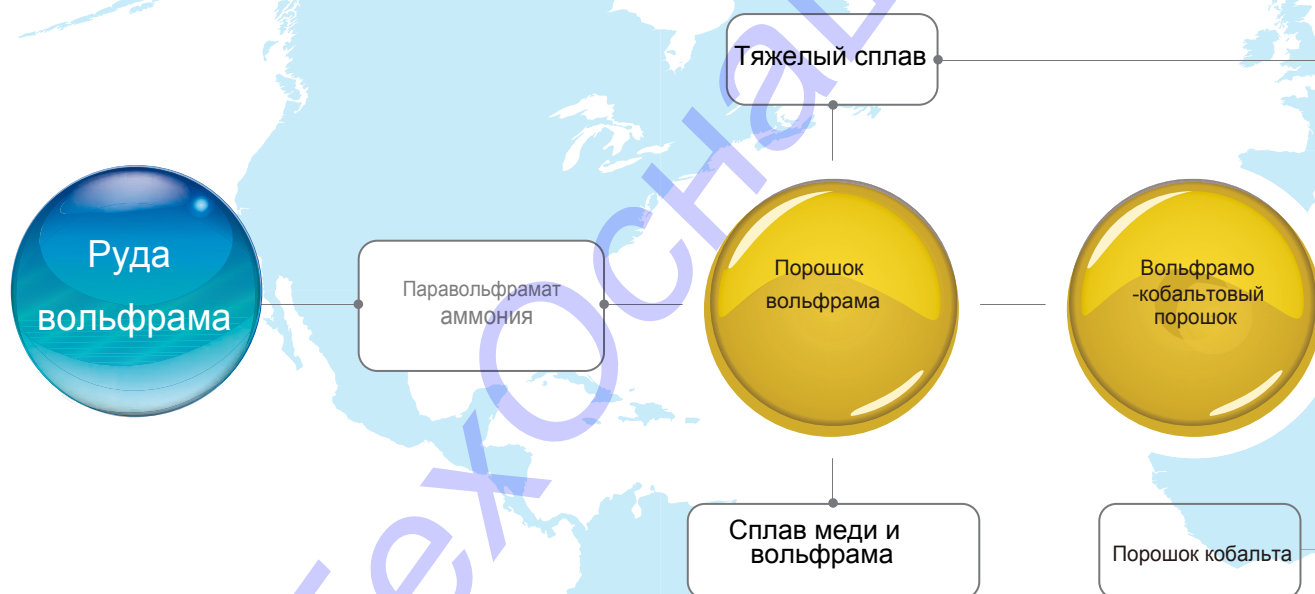 Тяжелый сплав
Руда
вольфрама
Паравольфрамат
аммония
Порошок
вольфрама
Вольфрамо
-кобальтовый
порошок
Сплав меди и
вольфрама
Порошок кобальта